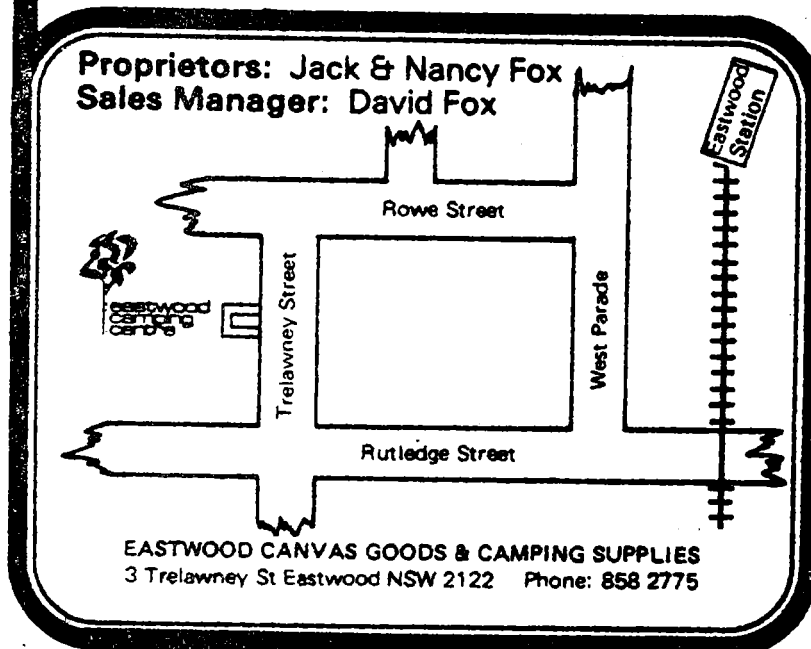 Proprietors: Jack & Nancy Fox
Sales Manager: David Fox
Eastwood
Station
Rowe Street
Trelawney Street
West Parade
eastwood
camping
centre
Rutledge Street
EASTWOOD CANVAS GOODS & CAMPING SUPPLIES
3 Trelawney St Eastwood NSW 2122 Phone: 858 2775